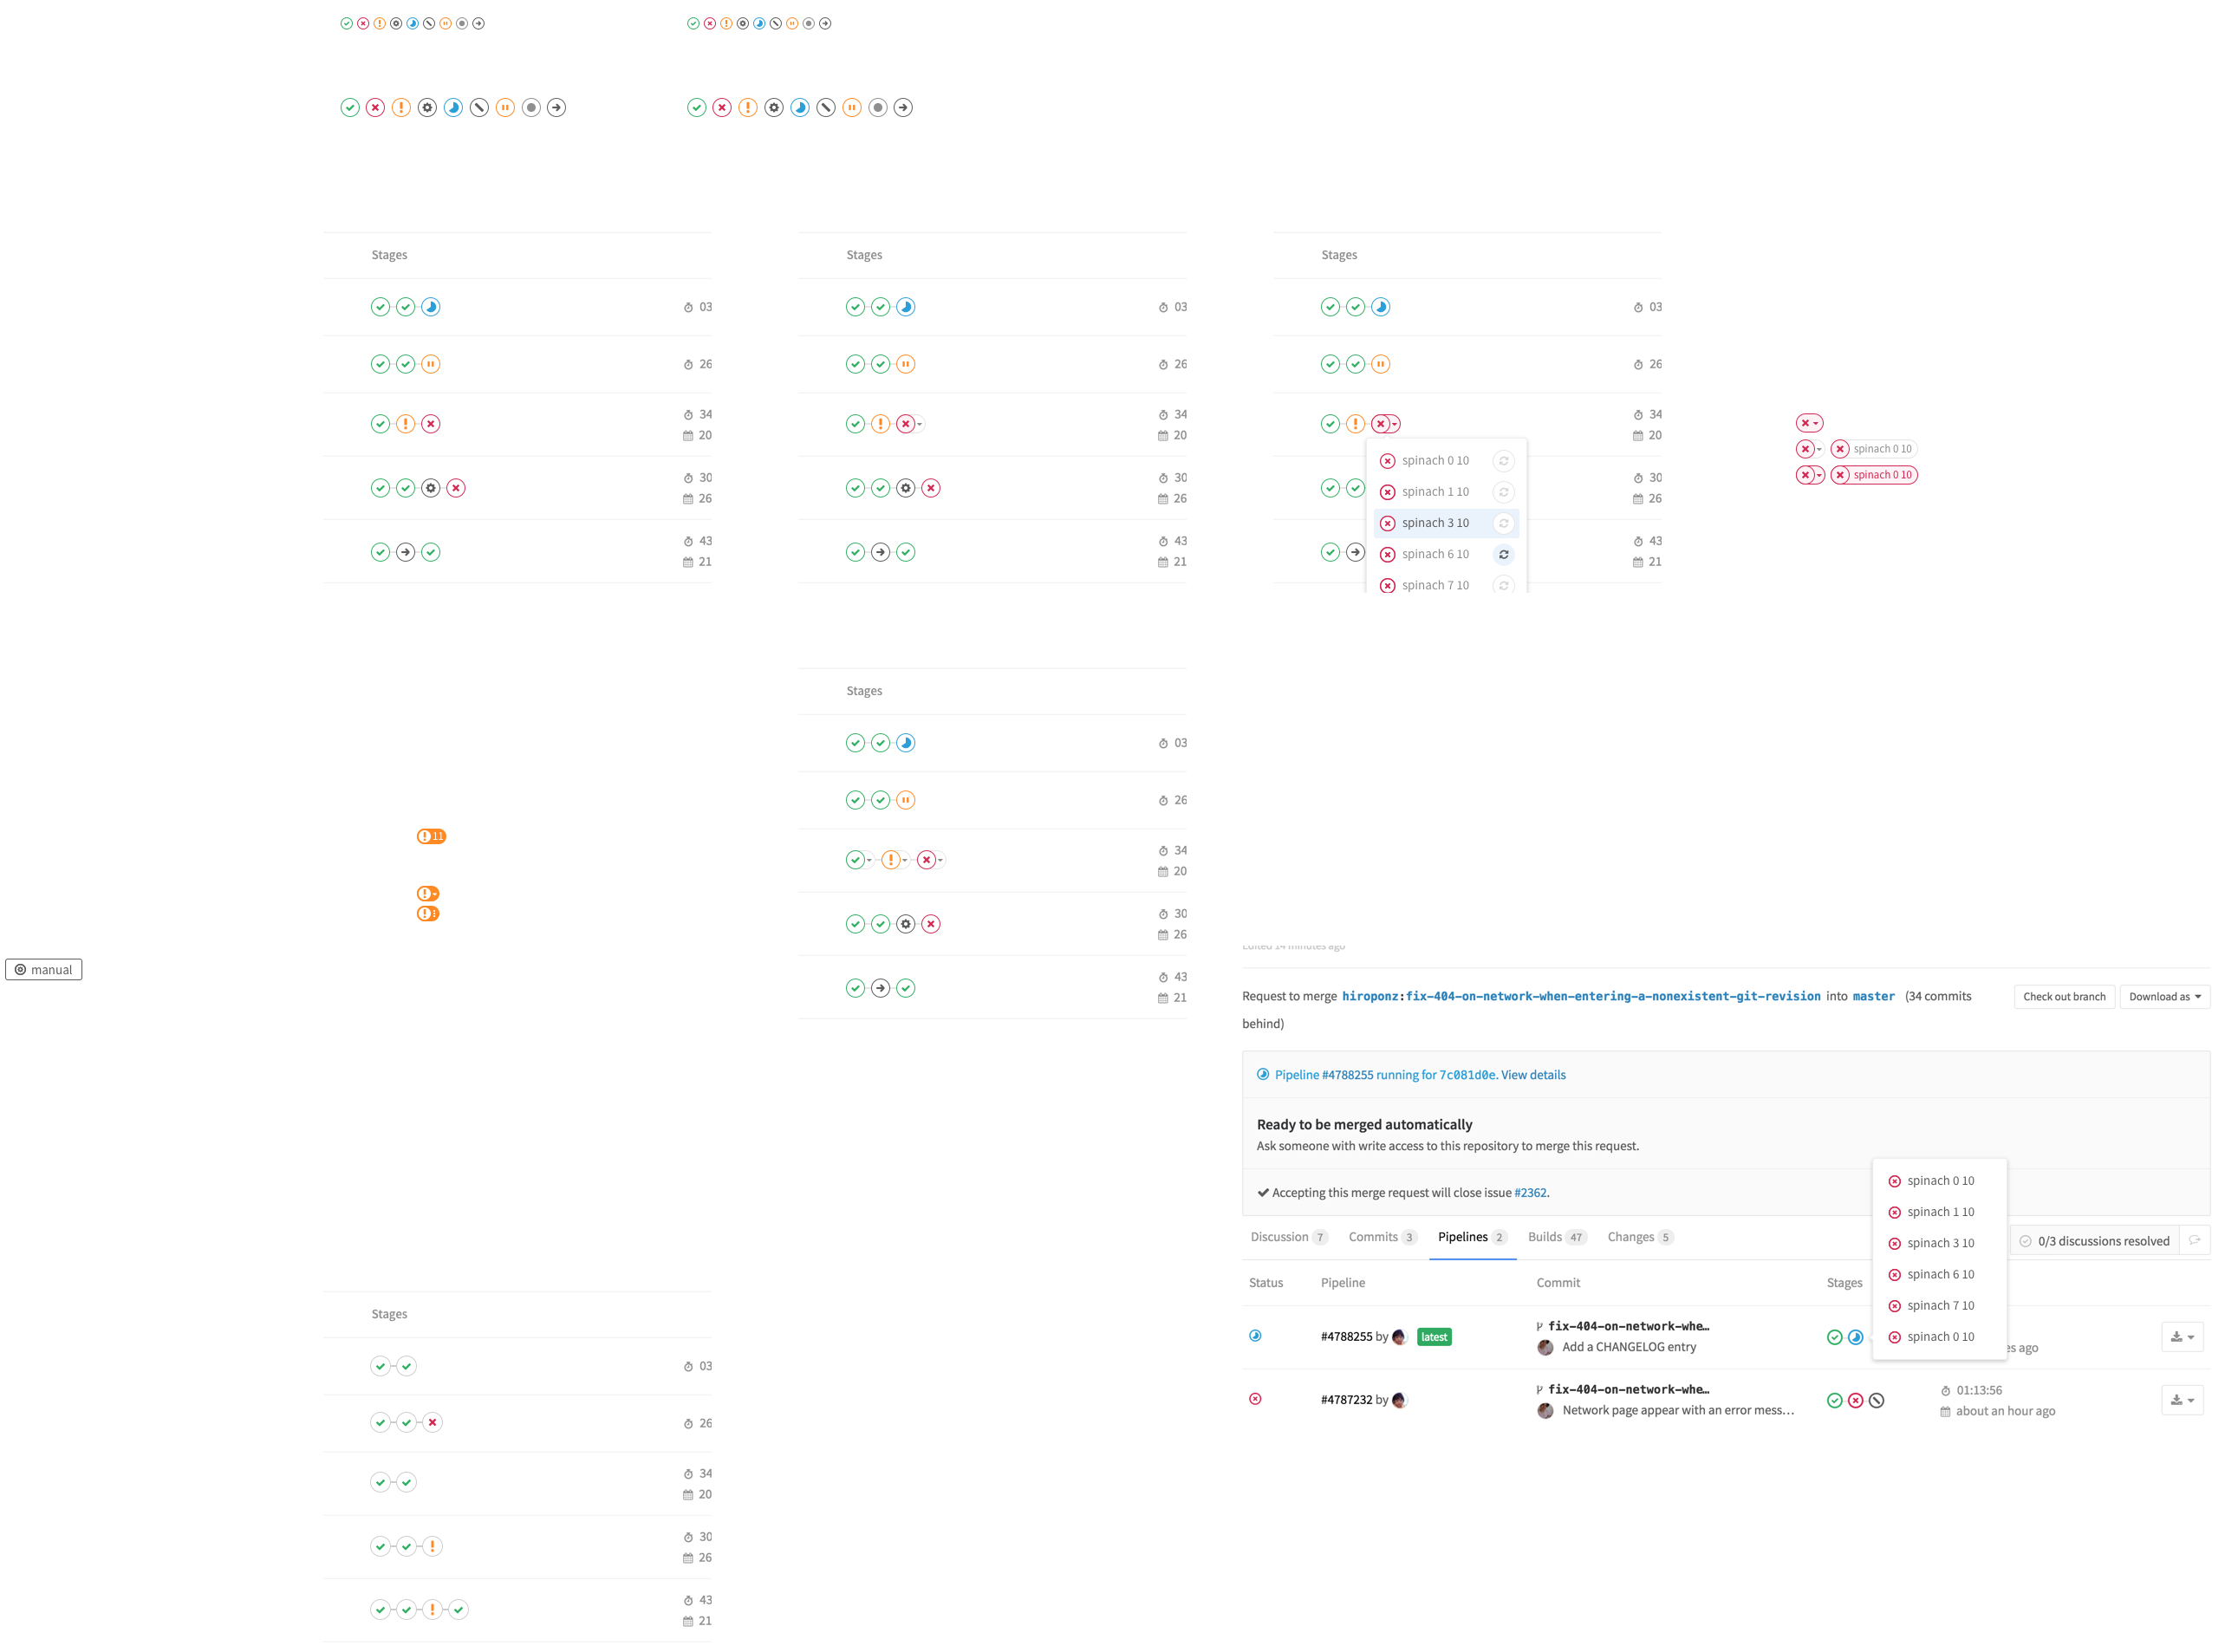 Stages
03
26
34
20
30
26
43
21
Stages
03
26
34
20
30
26
43
21
Stages
03
26
34
20
30
26
43
21
spinach 0 10
spinach 1 10
spinach 3 10
spinach 6 10
spinach 7 10
spinach 0 10
spinach 0 10
Stages
03
26
34
20
30
26
43
21
11
manual
Edited 14 minutes ago
Request to merge hiroponz:fix-404-on-network-when-entering-a-nonexistent-git-revision into master (34 commits
behind)
Check out branch
Download as
Pipeline #4788255 running for 7c081d0e. View details
Ready to be merged automatically
Ask someone with write access to this repository to merge this request.
Accepting this merge request will close issue #2362.
spinach 0 10
spinach 1 10
spinach 3 10
spinach 6 10
spinach 7 10
spinach 0 10
Discussion 7 Commits 3 Pipelines 2 Builds 47 Changes 5
0/3 discussions resolved
Status Pipeline Commit Stages
#4788255 by latest
fix-404-on-network-whe…
Add a CHANGELOG entry
es ago
#4787232 by
fix-404-on-network-whe…
Network page appear with an error mess…
01:13:56
about an hour ago
Stages
03
26
34
20
30
26
43
21